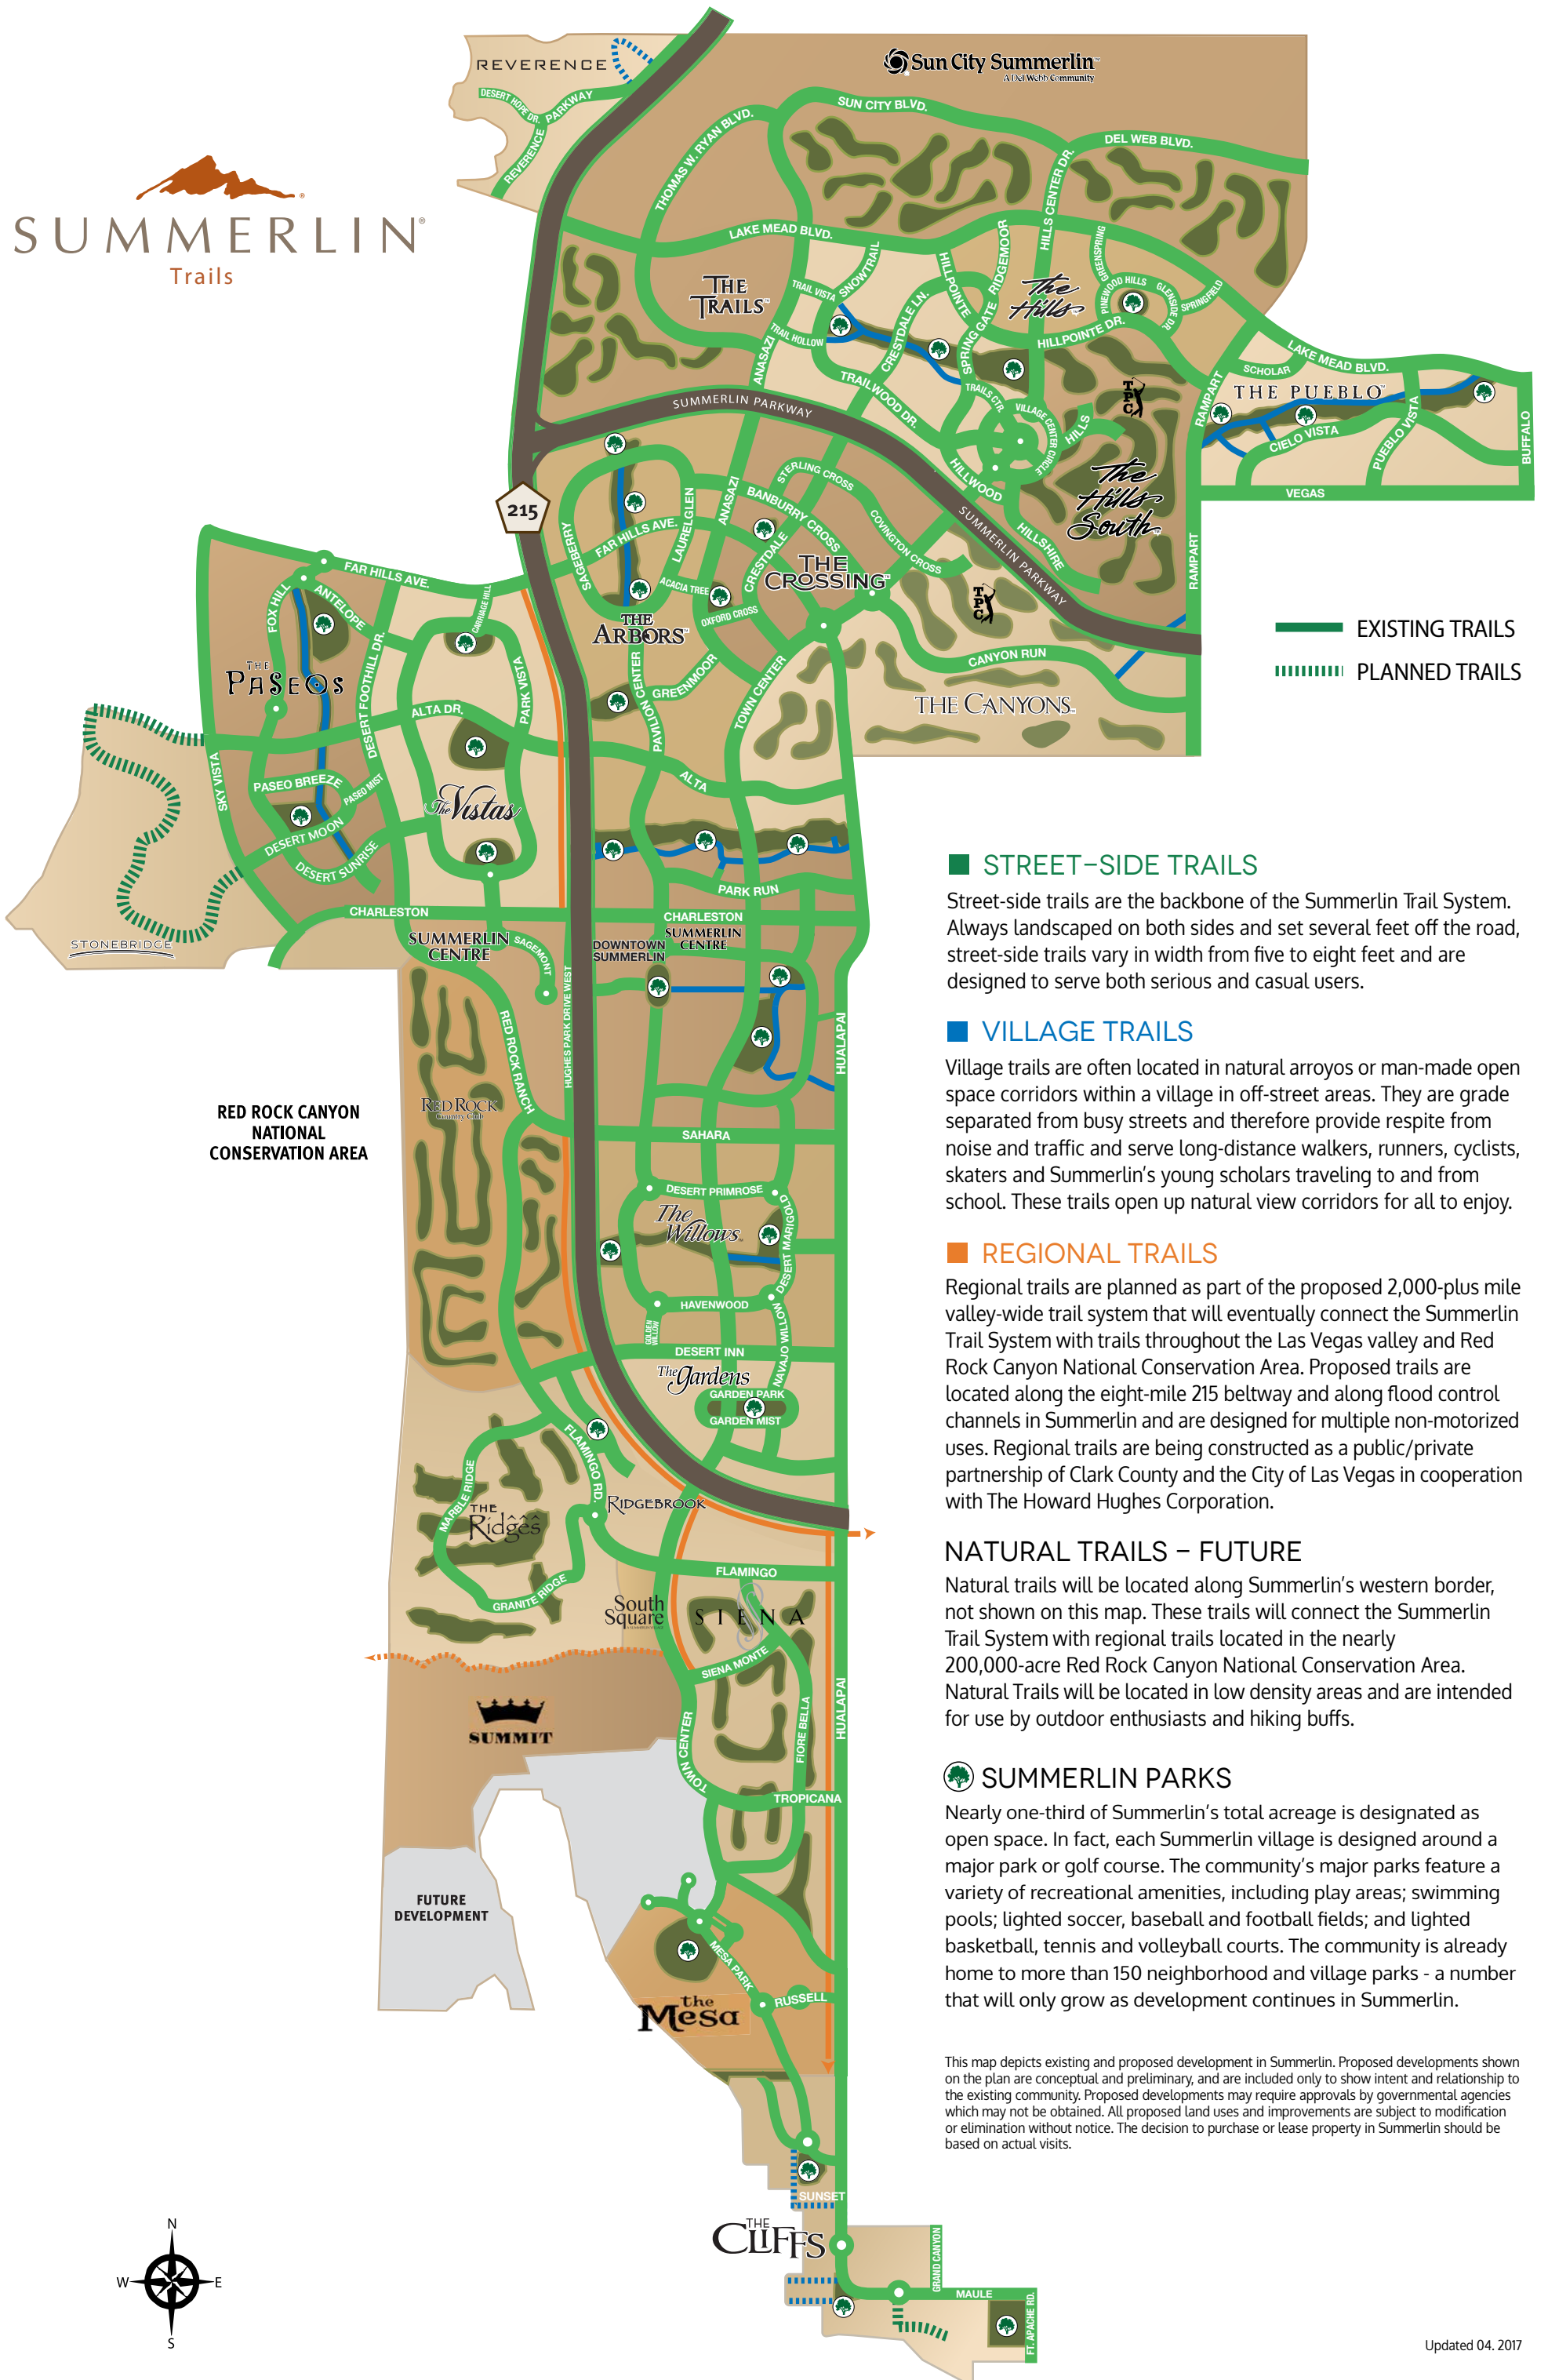 REVERENCE
DESERT HOPE DR.
REVERENCE PARKWAY
Sun City Summerlin™
A Del Webb Community
SUN CITY BLVD.
DEL WEB BLVD.
THOMAS W. RYAN BLVD.
HILLS CENTER DR.
SUMMERLIN®
Trails
LAKE MEAD BLVD.
THE TRAILS™
TRAIL VISTA
SNOWTRAIL
HILLPOINTE
RIDGEMOOR
GREENSPRING
The Hills
PINEWOOD HILLS
GLENSIDE DR.
SPRINGFIELD
TRAIL HOLLOW
CRESTDALE LN.
SPRING GATE
HILLPOINTE DR.
ANASAZI
TRAILWOOD DR.
TRAILS CTR.
VILLAGE CENTER CIRCLE
HILLS
TPC
LAKE MEAD BLVD.
SCHOLAR
THE PUEBLO™
RAMPART
CIELO VISTA
PUEBLO VISTA
BUFFALO
VEGAS
SUMMERLIN PARKWAY
HILLWOOD
The Hills South
HILLSHIRE
SUMMERLIN PARKWAY
RAMPART
215
SAGEBERRY
FAR HILLS AVE.
LAURELGLEN
ANASAZI
STERLING CROSS
BANBURRY CROSS
COVINGTON CROSS
CRESTDALE
THE CROSSING™
ACACIA TREE
OXFORD CROSS
THE ARBORS™
TPC
CANYON RUN
THE CANYONS™
GREENMOOR
PAVILION CENTER
TOWN CENTER
FAR HILLS AVE.
FOX HILL
ANTELOPE
CARRIAGE HILL
THE PASEOS
DESERT FOOTHILL DR.
PARK VISTA
ALTA DR.
SKY VISTA
PASEO BREEZE
PASEO MIST
The Vistas
DESERT MOON
DESERT SUNRISE
ALTA
PARK RUN
CHARLESTON
CHARLESTON
STONEBRIDGE
SUMMERLIN CENTRE
SAGEMONT
DOWNTOWN SUMMERLIN
SUMMERLIN CENTRE
HUGHES PARK DRIVE WEST
RED ROCK RANCH
HUALAPAI
RED ROCK
Country Club
RED ROCK CANYON
NATIONAL
CONSERVATION AREA
SAHARA
DESERT PRIMROSE
The Willows™
DESERT MARIGOLD
HAVENWOOD
GOLDEN WILLOW
NAVAJO WILLOW
DESERT INN
The Gardens
GARDEN PARK
GARDEN MIST
FLAMINGO RD.
MARBLE RIDGE
THE Ridges
RIDGEBROOK
GRANITE RIDGE
FLAMINGO
South Square
SIENA
SIENA MONTE
SUMMIT
TOWN CENTER
FIORE BELLA
HUALAPAI
TROPICANA
FUTURE
DEVELOPMENT
MESA PARK
the Mesa
RUSSELL
SUNSET
THE CLIFFS
GRAND CANYON
MAULE
FT. APACHE RD.
N
W
E
S
EXISTING TRAILS
PLANNED TRAILS
STREET–SIDE TRAILS
Street-side trails are the backbone of the Summerlin Trail System.
Always landscaped on both sides and set several feet off the road,
street-side trails vary in width from five to eight feet and are
designed to serve both serious and casual users.
VILLAGE TRAILS
Village trails are often located in natural arroyos or man-made open
space corridors within a village in off-street areas. They are grade
separated from busy streets and therefore provide respite from
noise and traffic and serve long-distance walkers, runners, cyclists,
skaters and Summerlin’s young scholars traveling to and from
school. These trails open up natural view corridors for all to enjoy.
REGIONAL TRAILS
Regional trails are planned as part of the proposed 2,000-plus mile
valley-wide trail system that will eventually connect the Summerlin
Trail System with trails throughout the Las Vegas valley and Red
Rock Canyon National Conservation Area. Proposed trails are
located along the eight-mile 215 beltway and along flood control
channels in Summerlin and are designed for multiple non-motorized
uses. Regional trails are being constructed as a public/private
partnership of Clark County and the City of Las Vegas in cooperation
with The Howard Hughes Corporation.
NATURAL TRAILS – FUTURE
Natural trails will be located along Summerlin’s western border,
not shown on this map. These trails will connect the Summerlin
Trail System with regional trails located in the nearly
200,000-acre Red Rock Canyon National Conservation Area.
Natural Trails will be located in low density areas and are intended
for use by outdoor enthusiasts and hiking buffs.
SUMMERLIN PARKS
Nearly one-third of Summerlin’s total acreage is designated as
open space. In fact, each Summerlin village is designed around a
major park or golf course. The community’s major parks feature a
variety of recreational amenities, including play areas; swimming
pools; lighted soccer, baseball and football fields; and lighted
basketball, tennis and volleyball courts. The community is already
home to more than 150 neighborhood and village parks - a number
that will only grow as development continues in Summerlin.
This map depicts existing and proposed development in Summerlin. Proposed developments shown
on the plan are conceptual and preliminary, and are included only to show intent and relationship to
the existing community. Proposed developments may require approvals by governmental agencies
which may not be obtained. All proposed land uses and improvements are subject to modification
or elimination without notice. The decision to purchase or lease property in Summerlin should be
based on actual visits.
Updated 04. 2017